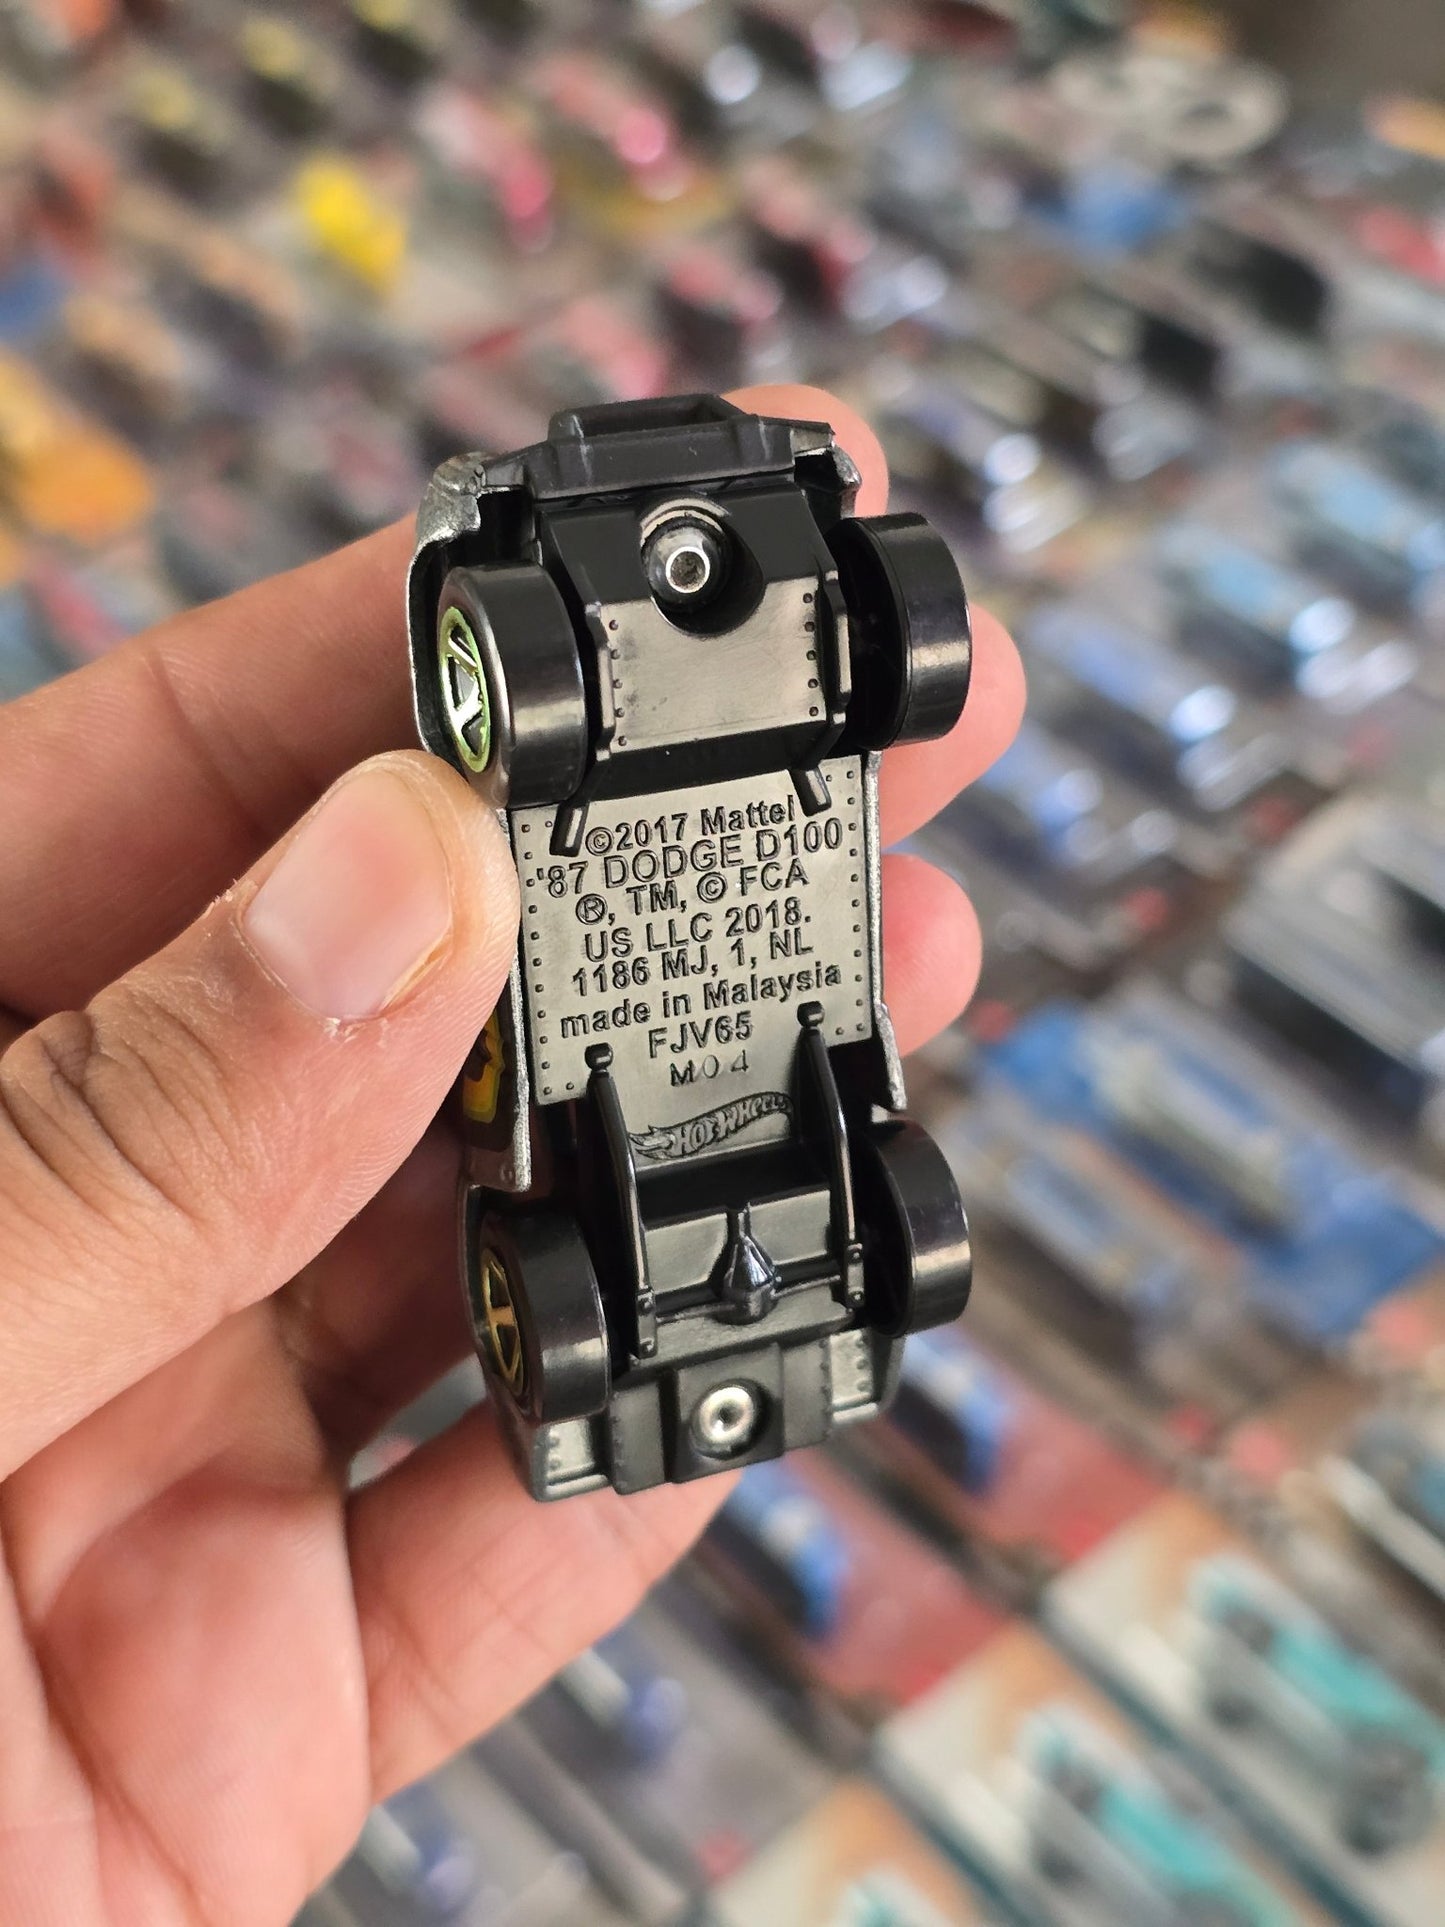 ©2017 Mattel
'87 DODGE D100
®, TM, © FCA
US LLC 2018.
1186 MJ, 1, NL
made in Malaysia
FJV65
M04
HOT WHEELS